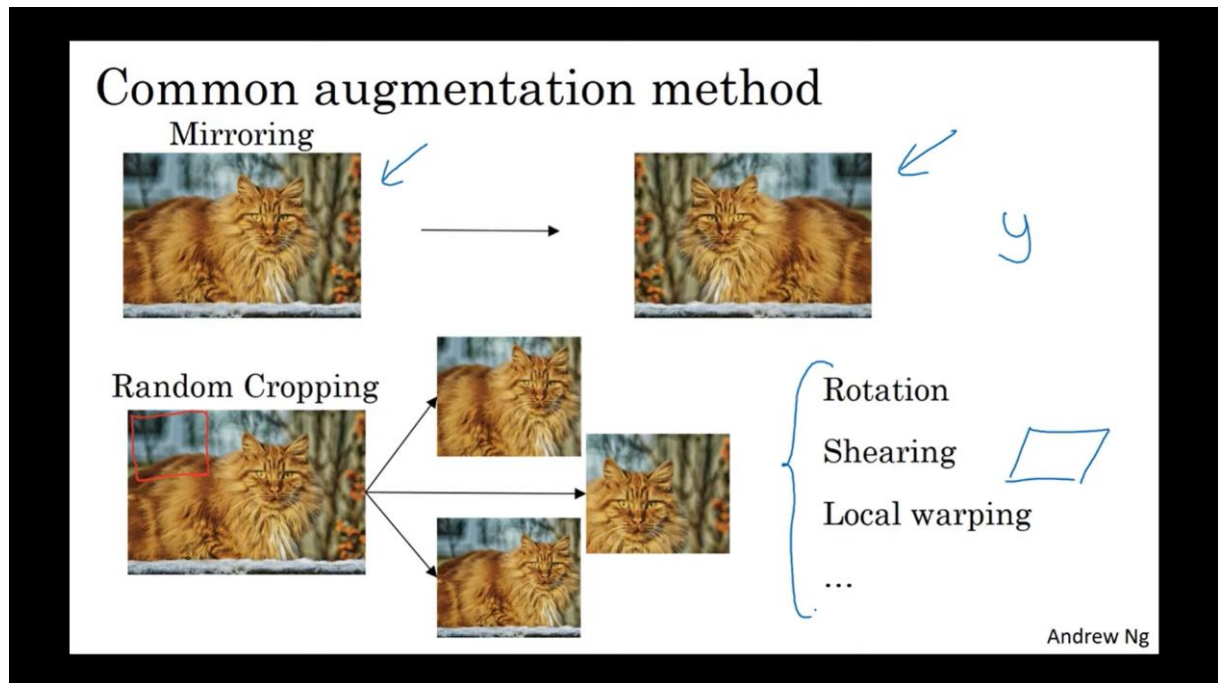 Common augmentation method
Mirroring
y
Random Cropping
Rotation
Shearing
Local warping
...
Andrew Ng